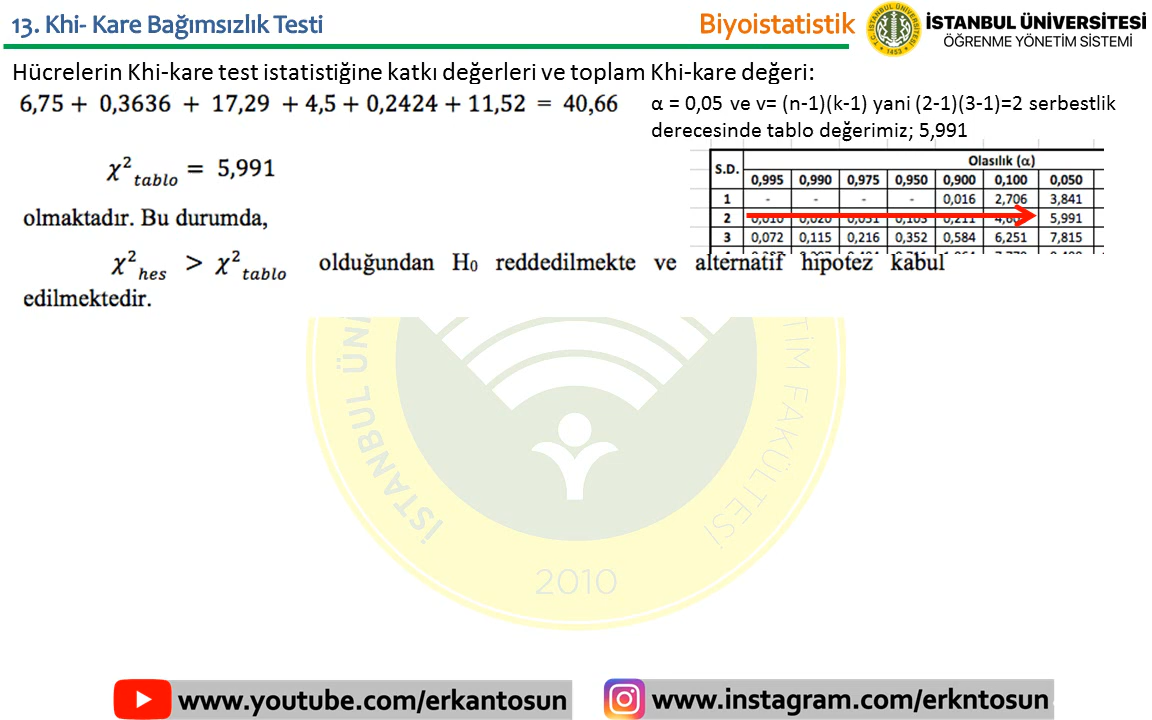 13. Khi- Kare Bağımsızlık Testi
Biyoistatistik
İSTANBUL ÜNİVERSİTESİ
ÖĞRENME YÖNETİM SİSTEMİ
Hücrelerin Khi-kare test istatistiğine katkı değerleri ve toplam Khi-kare değeri:
6,75 + 0,3636 + 17,29 + 4,5 + 0,2424 + 11,52 = 40,66
α = 0,05 ve v= (n-1)(k-1) yani (2-1)(3-1)=2 serbestlik
derecesinde tablo değerimiz; 5,991
χ²tablo = 5,991
olmaktadır. Bu durumda,
χ²hes > χ²tablo olduğundan H₀ reddedilmekte ve alternatif hipotez kabul
edilmektedir.
S.D. Olasılık (α)
0,995 0,990 0,975 0,950 0,900 0,100 0,050
1 - - - - 0,016 2,706 3,841
2 5,991
3 0,072 0,115 0,216 0,352 0,584 6,251 7,815
İSTANBUL ÜN
TİM FAKÜLTESİ
2010
www.youtube.com/erkantosun
www.instagram.com/erkntosun